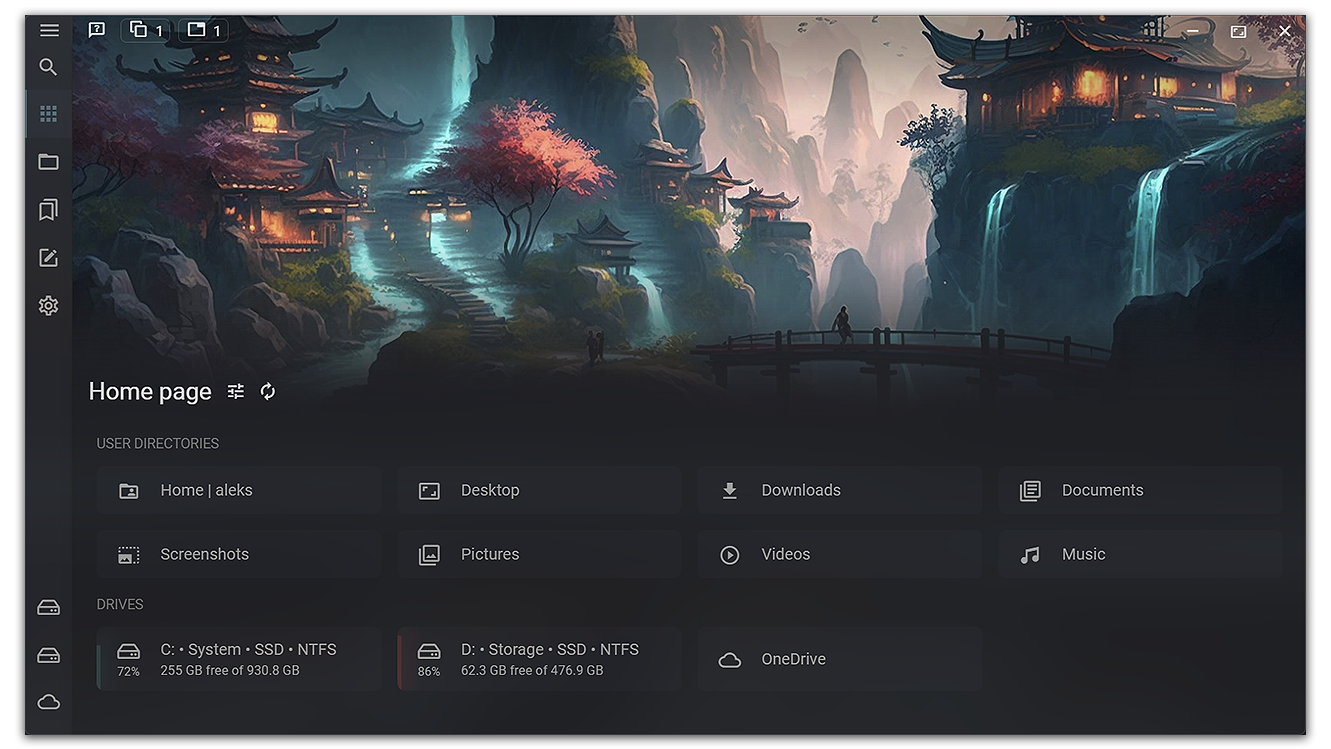 1
1
Home page
USER DIRECTORIES
Home | aleks
Desktop
Downloads
Documents
Screenshots
Pictures
Videos
Music
DRIVES
C: • System • SSD • NTFS
72%
255 GB free of 930.8 GB
D: • Storage • SSD • NTFS
86%
62.3 GB free of 476.9 GB
OneDrive